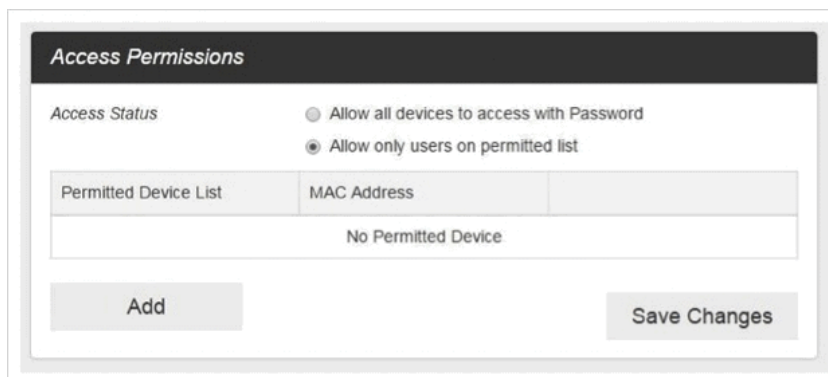 Access Permissions
Access Status
Allow all devices to access with Password
Allow only users on permitted list
Permitted Device List MAC Address
No Permitted Device
Add
Save Changes